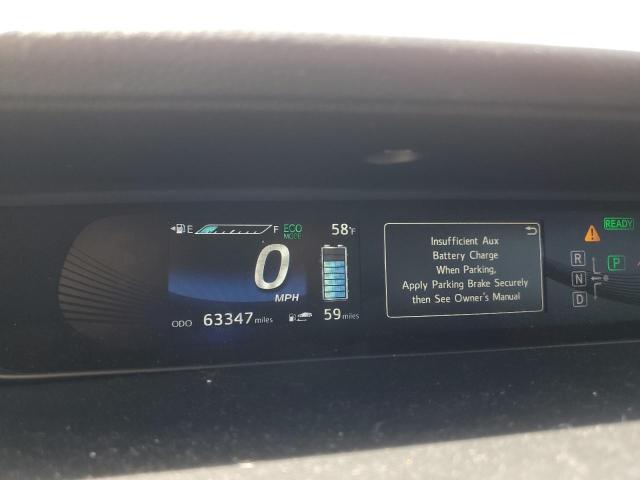 E F ECO
MODE
58°F
0
MPH
ODO 63347 miles
59 miles
Insufficient Aux
Battery Charge
When Parking,
Apply Parking Brake Securely
then See Owner's Manual
READY
R
P
N
D